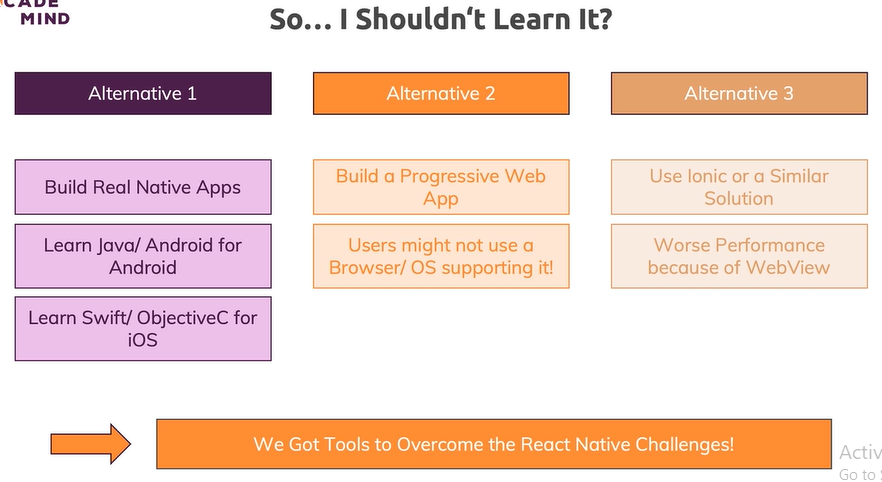 CADE
MIND
So... I Shouldn‘t Learn It?
Alternative 1
Build Real Native Apps
Learn Java/ Android for
Android
Learn Swift/ ObjectiveC for
iOS
Alternative 2
Build a Progressive Web
App
Users might not use a
Browser/ OS supporting it!
Alternative 3
Use Ionic or a Similar
Solution
Worse Performance
because of WebView
We Got Tools to Overcome the React Native Challenges!
Activ
Go to